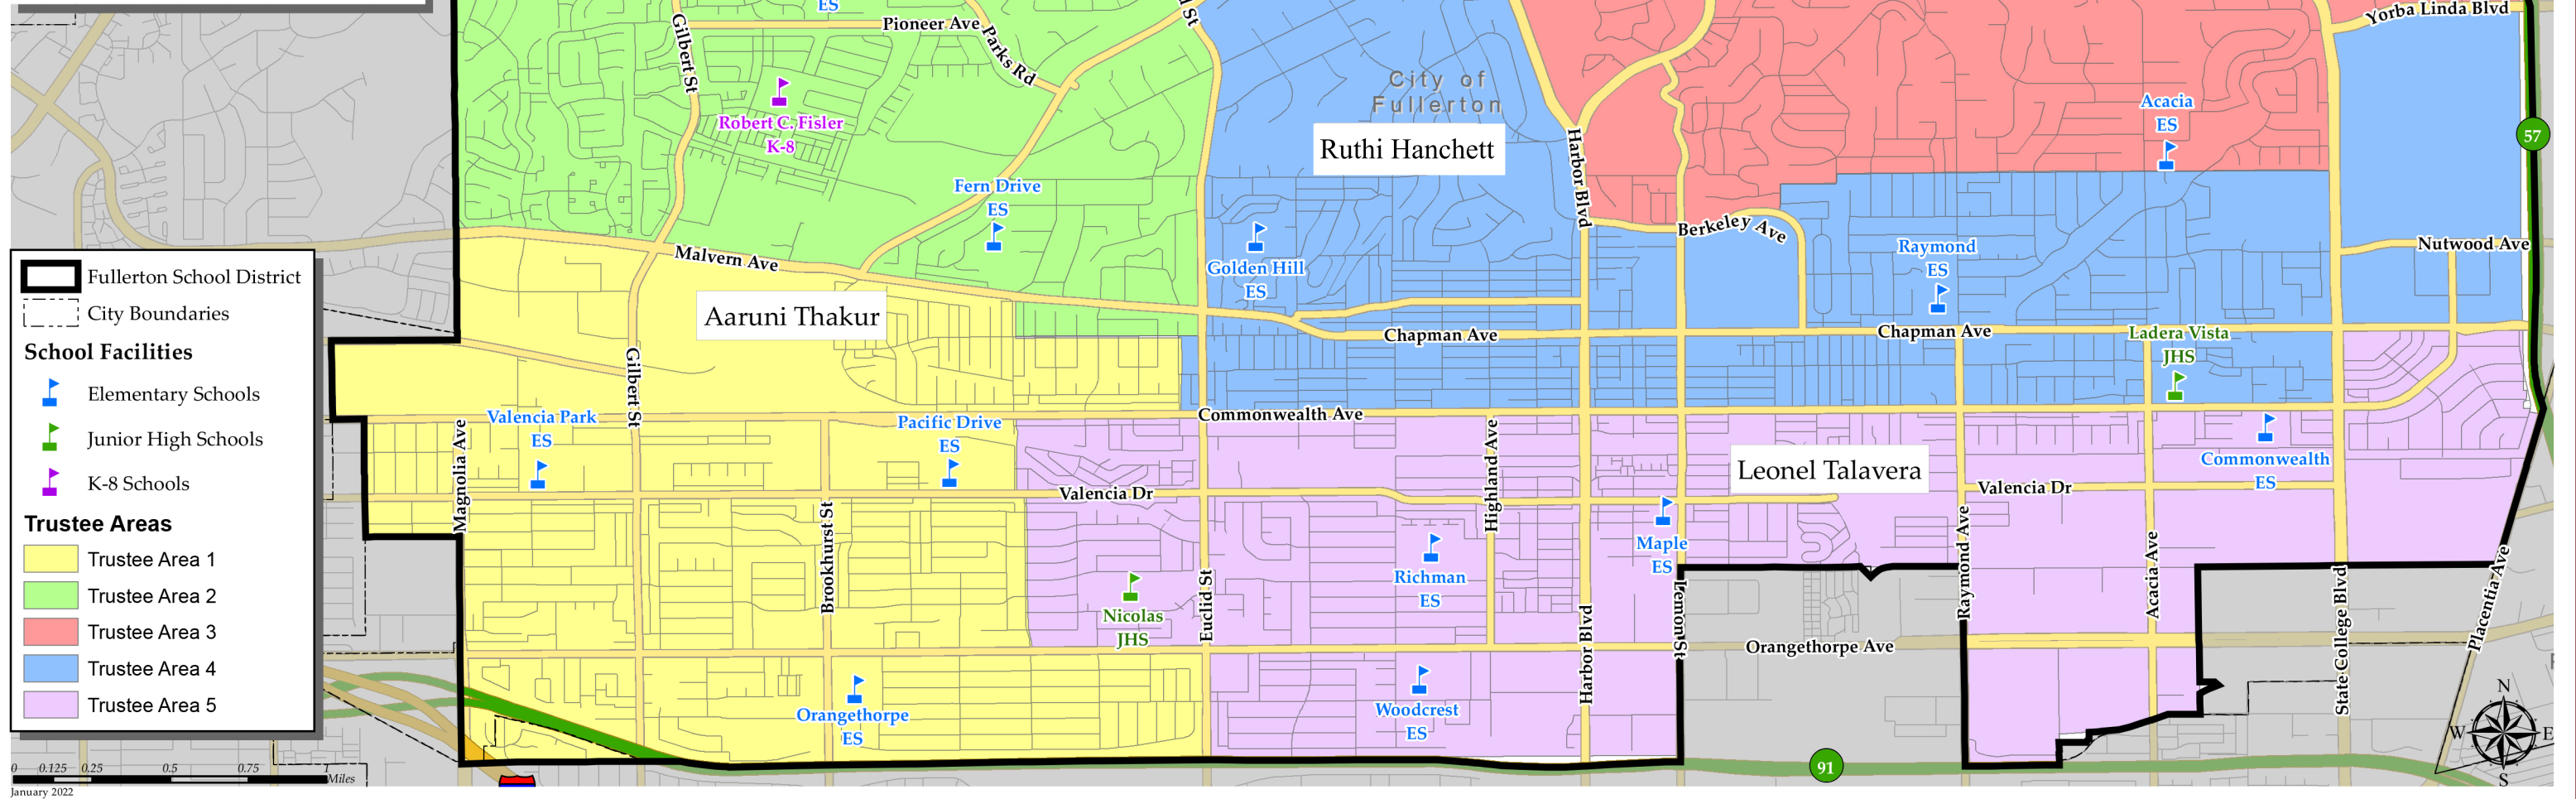 ES
Pioneer Ave
Gilbert St
Parks Rd
St
Yorba Linda Blvd
City of
Fullerton
Robert C. Fisler
K-8
Ruthi Hanchett
Acacia
ES
57
Harbor Blvd
Fern Drive
ES
Berkeley Ave
Malvern Ave
Golden Hill
ES
Raymond
ES
Nutwood Ave
Aaruni Thakur
Chapman Ave
Chapman Ave
Ladera Vista
JHS
Gilbert St
Fullerton School District
City Boundaries
School Facilities
Elementary Schools
Junior High Schools
K-8 Schools
Trustee Areas
Trustee Area 1
Trustee Area 2
Trustee Area 3
Trustee Area 4
Trustee Area 5
Valencia Park
ES
Pacific Drive
ES
Commonwealth Ave
Magnolia Ave
Highland Ave
Leonel Talavera
Commonwealth
ES
Valencia Dr
Valencia Dr
Brookhurst St
Maple
ES
Richman
ES
Nicolas
JHS
Euclid St
Harbor Blvd
Lemon St
Raymond Ave
Acacia Ave
State College Blvd
Placentia Ave
Orangethorpe Ave
Orangethorpe
ES
Woodcrest
ES
91
N
W
E
S
0 0.125 0.25 0.5 0.75
Miles
January 2022